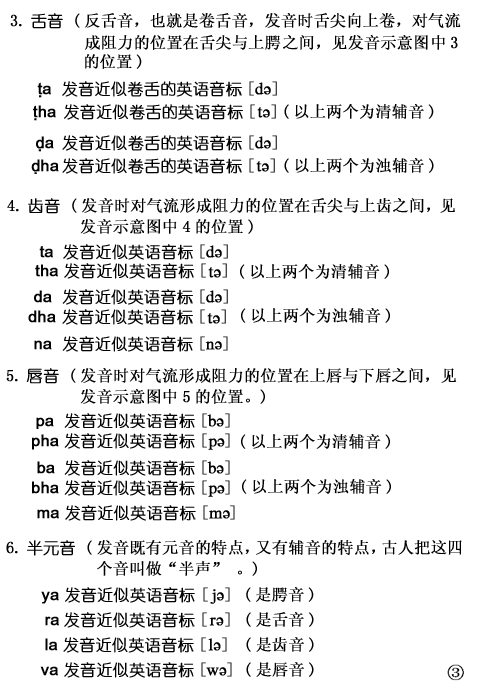 3. 舌音（反舌音，也就是卷舌音，发音时舌尖向上卷，对气流
成阻力的位置在舌尖与上腭之间，见发音示意图中 3
的位置）
ṭa 发音近似卷舌的英语音标 [də]
ṭha 发音近似卷舌的英语音标 [tə]（以上两个为清辅音）
ḍa 发音近似卷舌的英语音标 [də]
ḍha 发音近似卷舌的英语音标 [tə]（以上两个为浊辅音）
4. 齿音（发音时对气流形成阻力的位置在舌尖与上齿之间，见
发音示意图中 4 的位置）
ta 发音近似英语音标 [də]
tha 发音近似英语音标 [tə]（以上两个为清辅音）
da 发音近似英语音标 [də]
dha 发音近似英语音标 [tə]（以上两个为浊辅音）
na 发音近似英语音标 [nə]
5. 唇音（发音时对气流形成阻力的位置在上唇与下唇之间，见
发音示意图中 5 的位置。）
pa 发音近似英语音标 [bə]
pha 发音近似英语音标 [pə]（以上两个为清辅音）
ba 发音近似英语音标 [bə]
bha 发音近似英语音标 [pə]（以上两个为浊辅音）
ma 发音近似英语音标 [mə]
6. 半元音（发音既有元音的特点，又有辅音的特点，古人把这四
个音叫做“半声” 。）
ya 发音近似英语音标 [jə]（是腭音）
ra 发音近似英语音标 [rə]（是舌音）
la 发音近似英语音标 [lə]（是齿音）
va 发音近似英语音标 [wə]（是唇音）
③